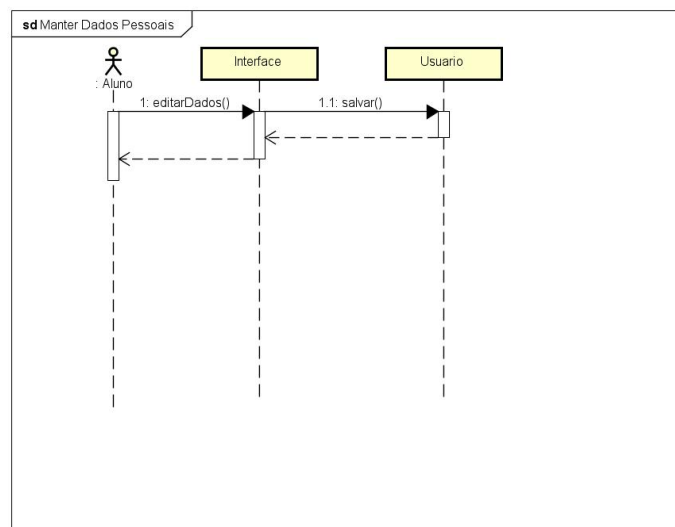 sd Manter Dados Pessoais
: Aluno
Interface
Usuario
1: editarDados()
1.1: salvar()